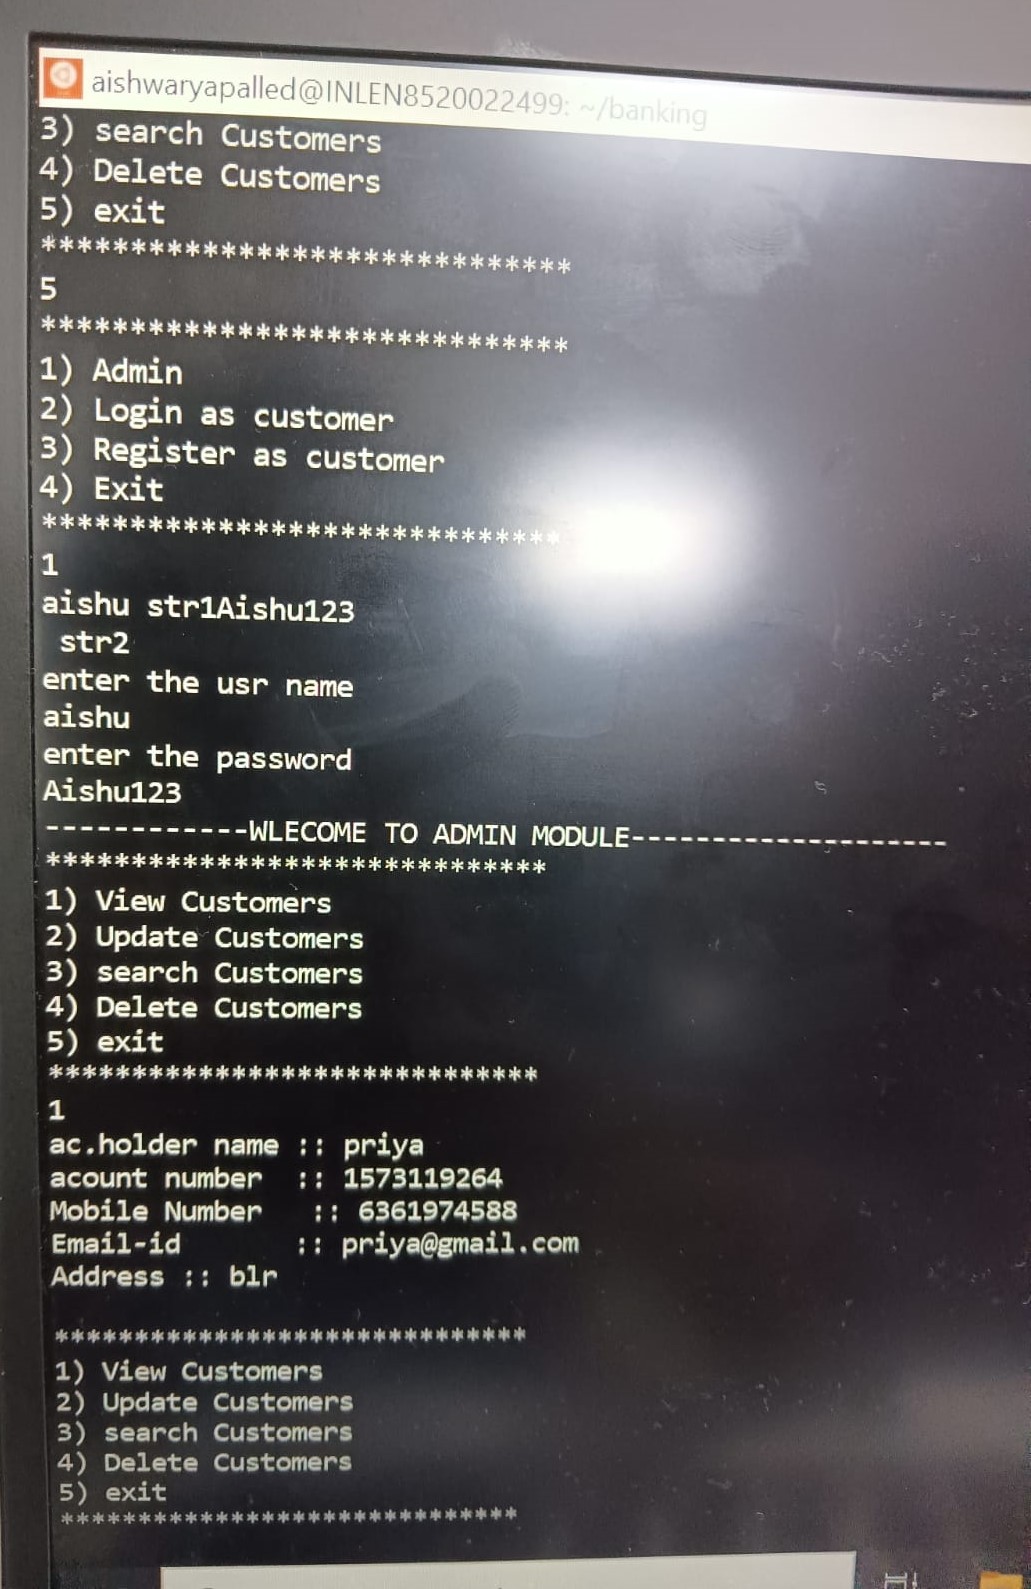 aishwaryapalled@INLEN8520022499: ~/banking
3) search Customers
4) Delete Customers
5) exit
******************************
5
******************************
1) Admin
2) Login as customer
3) Register as customer
4) Exit
******************************
1
aishu str1Aishu123
 str2
enter the usr name
aishu
enter the password
Aishu123
------------WLECOME TO ADMIN MODULE-------------------
******************************
1) View Customers
2) Update Customers
3) search Customers
4) Delete Customers
5) exit
******************************
1
ac.holder name :: priya
acount number  :: 1573119264
Mobile Number   :: 6361974588
Email-id       :: priya@gmail.com
Address :: blr
******************************
1) View Customers
2) Update Customers
3) search Customers
4) Delete Customers
5) exit
******************************